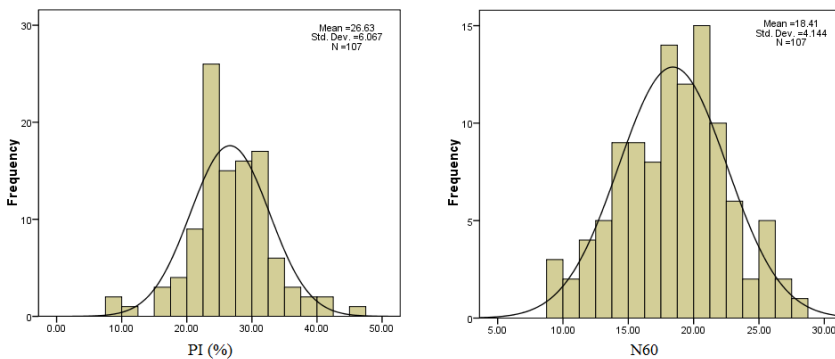 Mean =26.63
Std. Dev. =6.067
N =107
30
20
10
0
Frequency
0.00 10.00 20.00 30.00 40.00 50.00
PI (%)
Mean =18.41
Std. Dev. =4.144
N =107
15
10
5
0
Frequency
5.00 10.00 15.00 20.00 25.00 30.00
N60